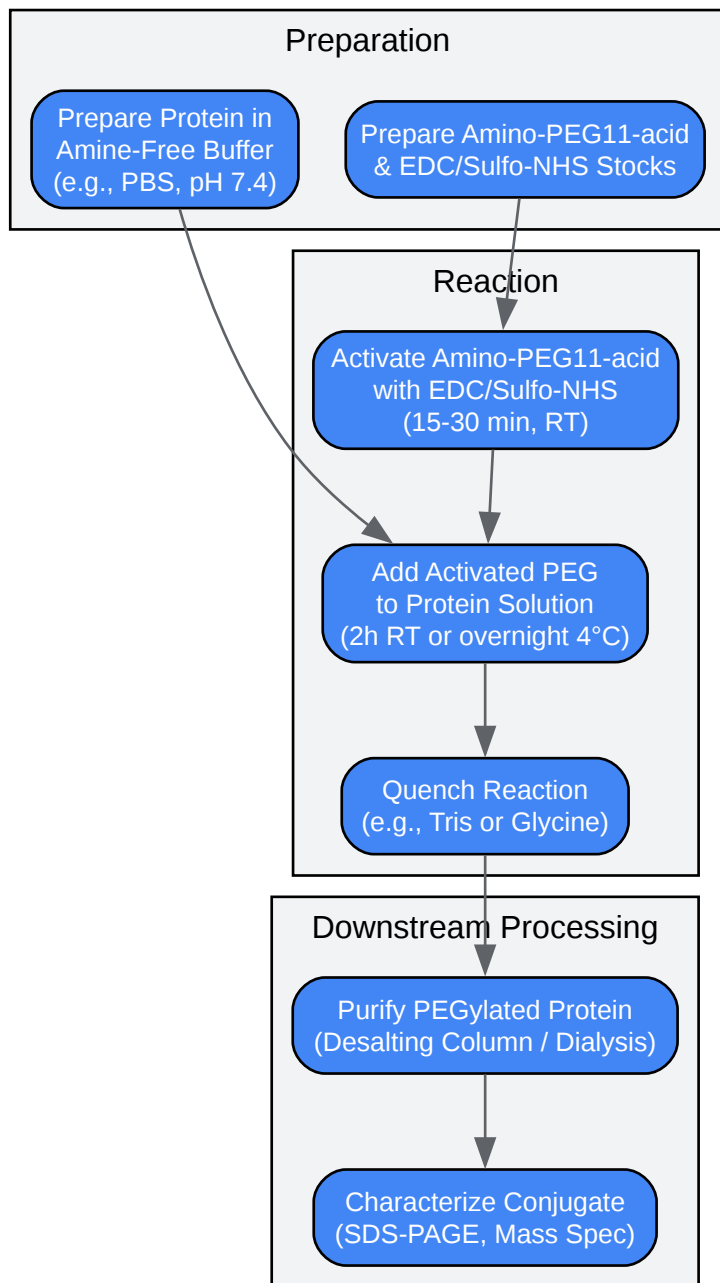 Preparation
Prepare Protein in
Amine-Free Buffer
(e.g., PBS, pH 7.4)
Prepare Amino-PEG11-acid
& EDC/Sulfo-NHS Stocks
Reaction
Activate Amino-PEG11-acid
with EDC/Sulfo-NHS
(15-30 min, RT)
Add Activated PEG
to Protein Solution
(2h RT or overnight 4°C)
Quench Reaction
(e.g., Tris or Glycine)
Downstream Processing
Purify PEGylated Protein
(Desalting Column / Dialysis)
Characterize Conjugate
(SDS-PAGE, Mass Spec)